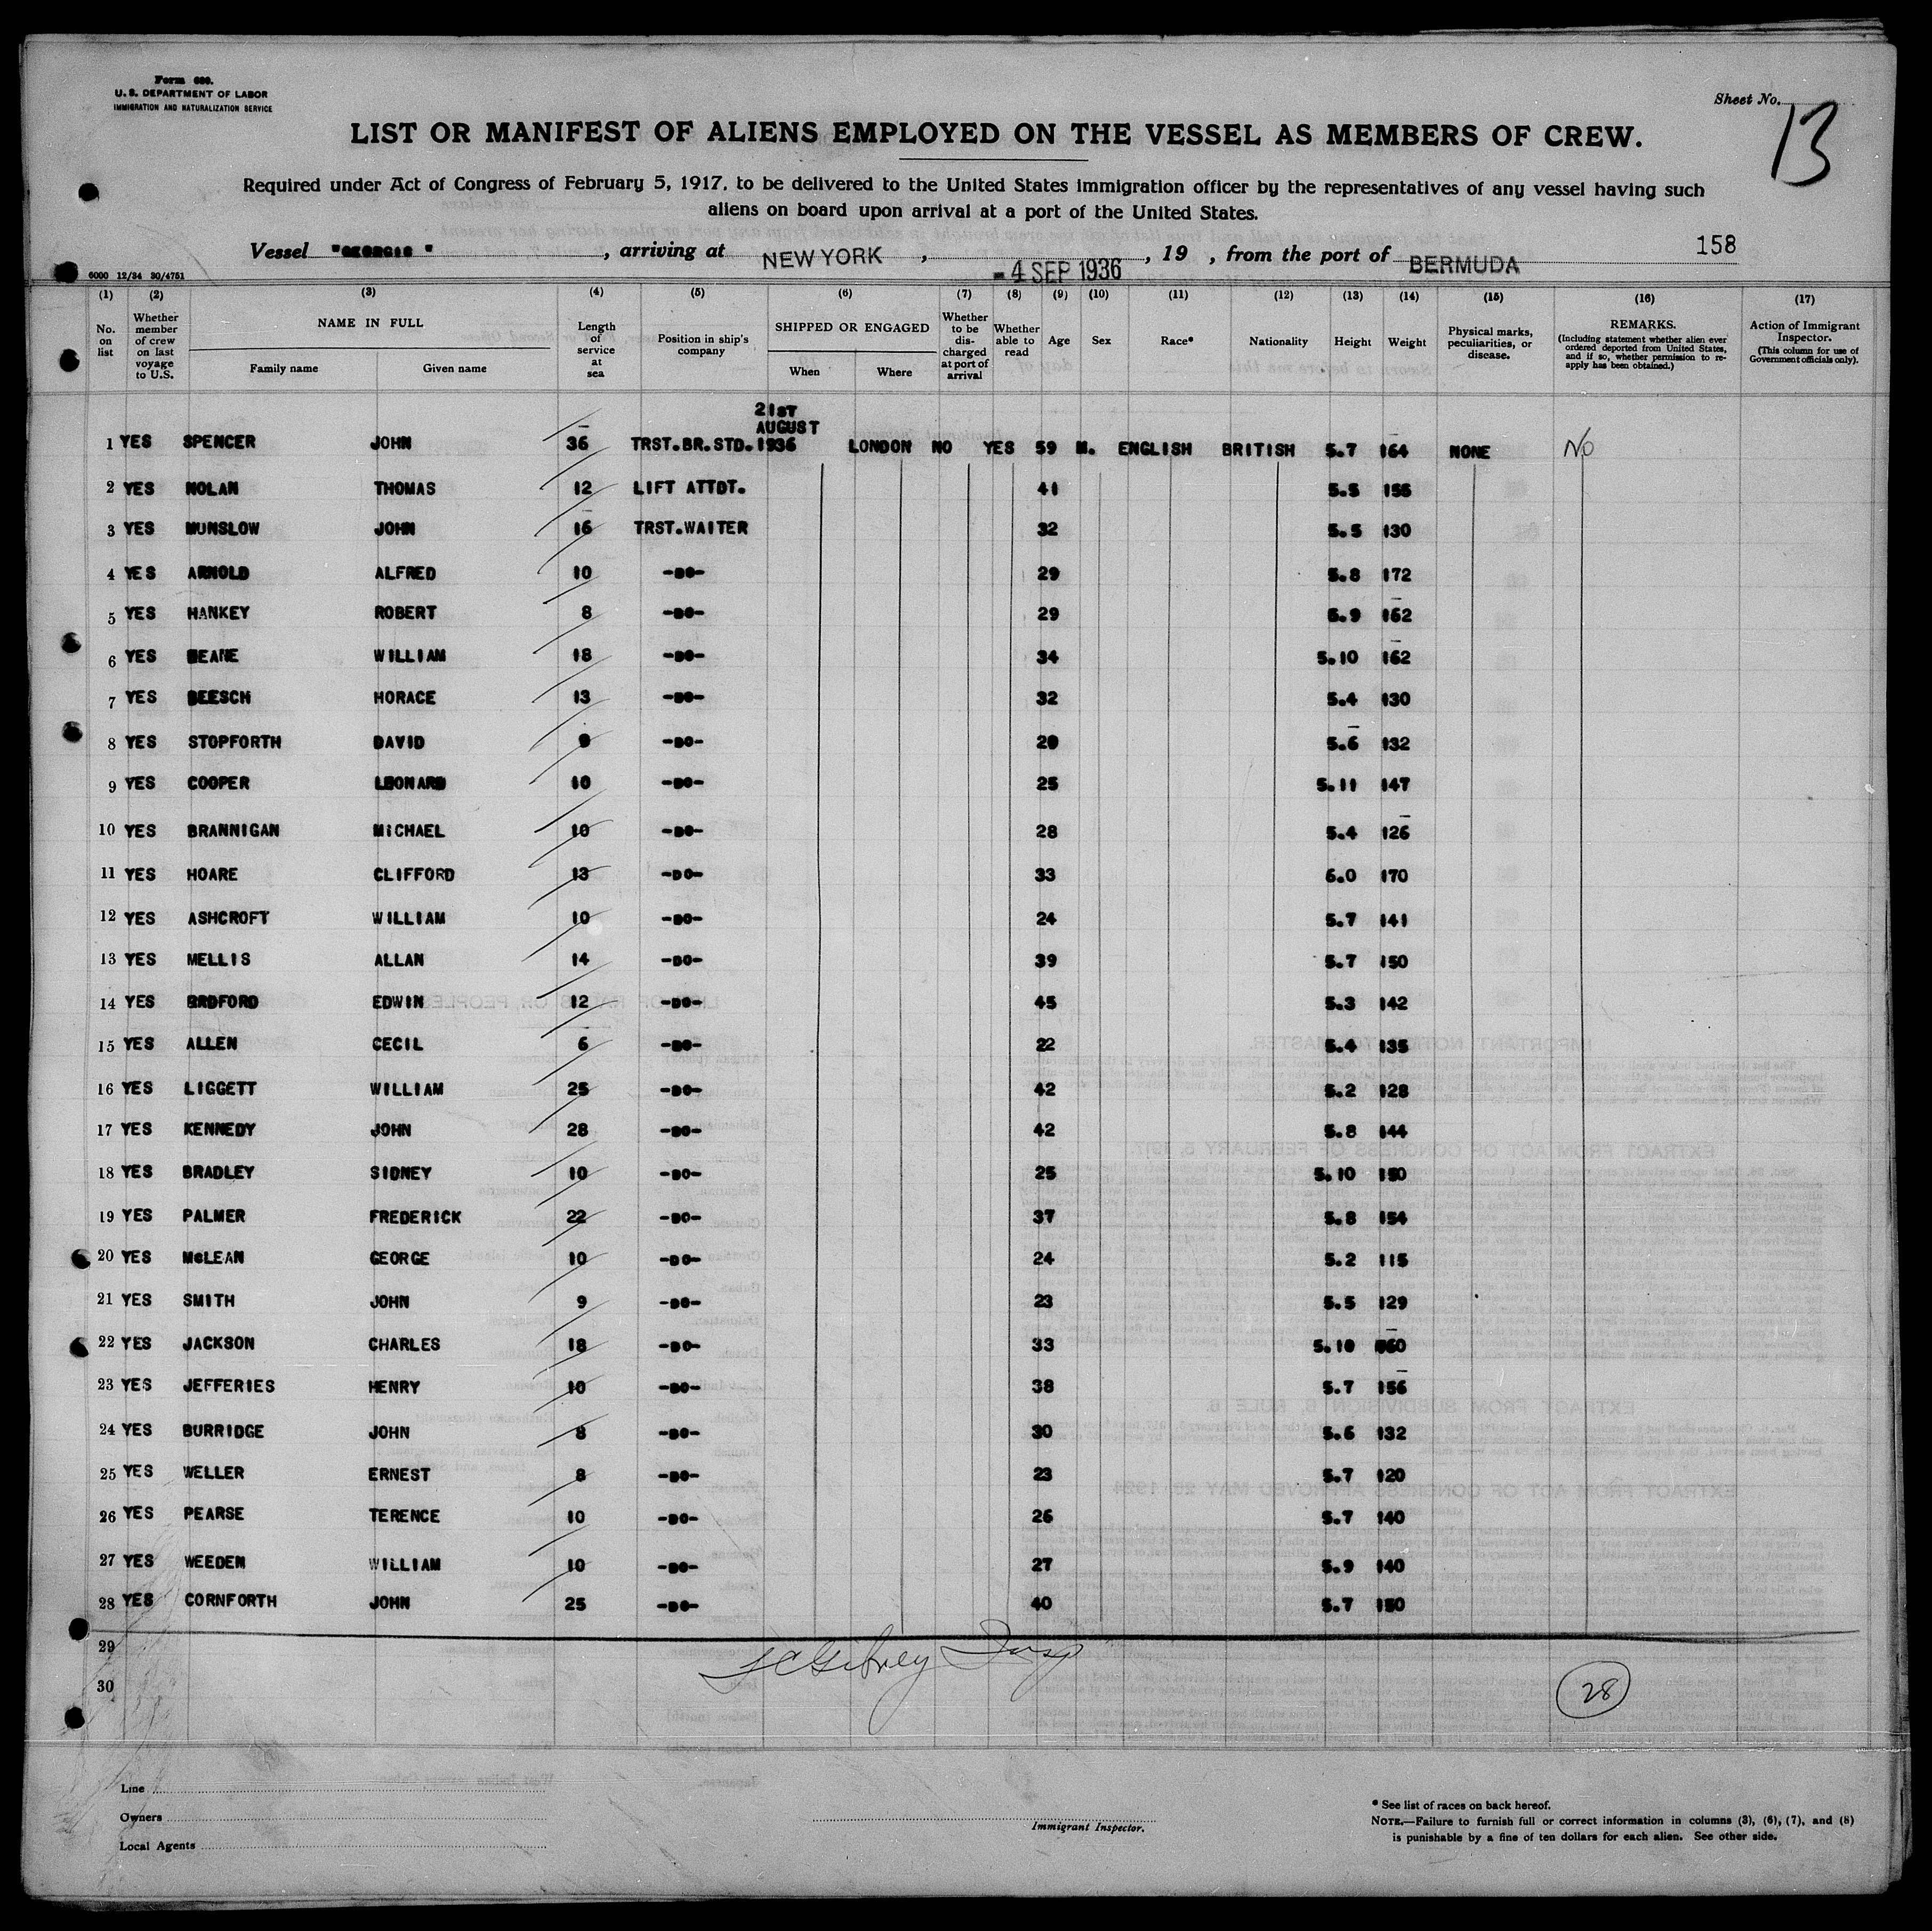 Form 680.
U. S. DEPARTMENT OF LABOR
IMMIGRATION AND NATURALIZATION SERVICE
Sheet No.
13
LIST OR MANIFEST OF ALIENS EMPLOYED ON THE VESSEL AS MEMBERS OF CREW.
Required under Act of Congress of February 5, 1917, to be delivered to the United States immigration officer by the representatives of any vessel having such
aliens on board upon arrival at a port of the United States.
Vessel "GEORGIC", arriving at NEW YORK, - 4 SEP 1936, 19 , from the port of BERMUDA 158
6000 12/34 30/4751
(1) (2) (3) (4) (5) (6) (7) (8) (9) (10) (11) (12) (13) (14) (15) (16) (17)
No. on list
Whether member of crew on last voyage to U.S.
NAME IN FULL
Family name Given name
Length of service at sea
Position in ship's company
SHIPPED OR ENGAGED
When Where
Whether to be discharged at port of arrival
Whether able to read
Age Sex Race* Nationality Height Weight
Physical marks, peculiarities, or disease.
REMARKS.
(Including statement whether alien ever ordered deported from United States, and if so, whether permission to re-apply has been obtained.)
Action of Immigrant Inspector.
(This column for use of Government officials only).
21ST
AUGUST
1 YES SPENCER JOHN 36 TRST.BR.STD. 1936 LONDON NO YES 59 M. ENGLISH BRITISH 5.7 164 NONE No
2 YES NOLAN THOMAS 12 LIFT ATTDT. 41 5.5 156
3 YES MUNSLOW JOHN 16 TRST.WAITER 32 5.5 130
4 YES ARNOLD ALFRED 10 -DO- 29 5.8 172
5 YES HANKEY ROBERT 8 -DO- 29 5.9 162
6 YES WILLIAM 18 -DO- 34 5.10 162
7 YES BEESCH HORACE 13 -DO- 32 5.4 130
8 YES STOPFORTH DAVID 9 -DO- 5.6 132
9 YES COOPER LEONARD 10 -DO- 25 5.11 147
10 YES BRANNIGAN MICHAEL 10 -DO- 28 5.4 126
11 YES HOARE CLIFFORD 13 -DO- 33 6.0 170
12 YES ASHCROFT WILLIAM 10 -DO- 24 5.7 141
13 YES MELLIS ALLAN 14 -DO- 39 5.7 150
14 YES BRDFORD EDWIN 12 -DO- 45 5.3 142
15 YES ALLEN CECIL 6 -DO- 22 5.4 135
16 YES LIGGETT WILLIAM 25 -DO- 42 5.2 128
17 YES KENNEDY JOHN 28 -DO- 42 5.8 144
18 YES BRADLEY SIDNEY 10 -DO- 25 5.10 150
19 YES PALMER FREDERICK 22 -DO- 37 5.8 154
20 YES McLEAN GEORGE 10 -DO- 24 5.2 115
21 YES SMITH JOHN 9 -DO- 23 5.5 129
22 YES JACKSON CHARLES 18 -DO- 33 5.10 160
23 YES JEFFERIES HENRY 10 -DO- 38 5.7 156
24 YES BURRIDGE JOHN 8 -DO- 30 5.6 132
25 YES WELLER ERNEST 8 -DO- 23 5.7 120
26 YES PEARSE TERENCE 10 -DO- 26 5.7 140
27 YES WEEDEN WILLIAM 10 -DO- 27 5.9 140
28 YES CORNFORTH JOHN 25 -DO- 40 5.7 150
29
30
28
Line
Owners
Local Agents
Immigrant Inspector.
* See list of races on back hereof.
NOTE.—Failure to furnish full or correct information in columns (3), (6), (7), and (8)
is punishable by a fine of ten dollars for each alien. See other side.